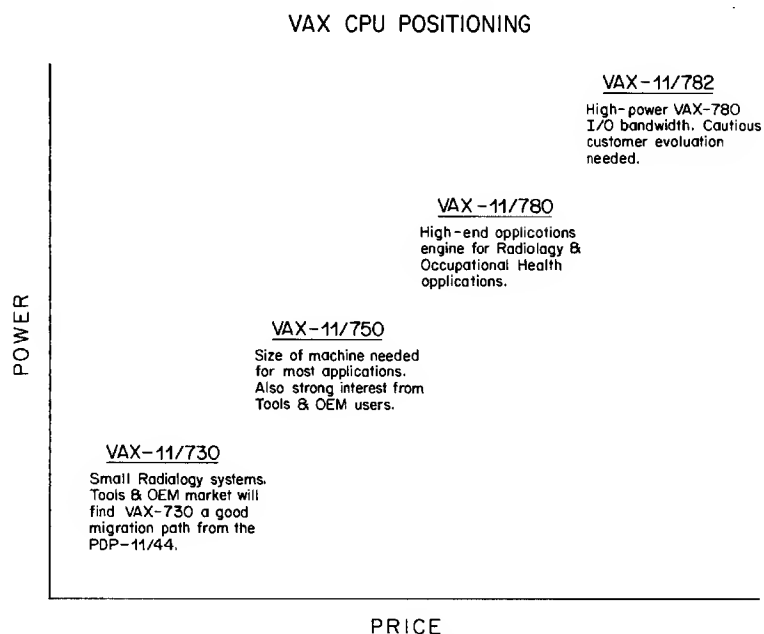 VAX CPU POSITIONING
VAX-11/782
High-power VAX-780
I/O bandwidth. Cautious
customer evoluation
needed.
VAX-11/780
High-end applicotions
engine for Radiology &
Occupational Health
applications.
VAX-11/750
Size of machine needed
for most applications.
Also strong interest from
Tools & OEM users.
VAX-11/730
Small Radialogy systems.
Tools & OEM market will
find VAX-730 a good
migration path from the
PDP-11/44.
POWER
PRICE